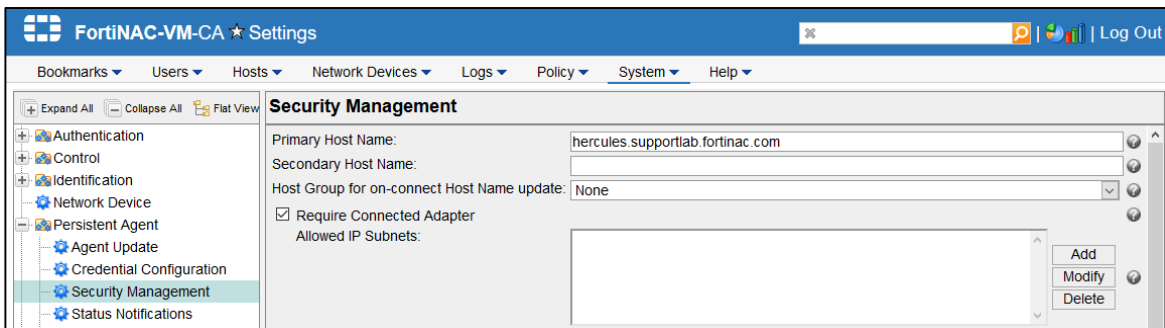 FortiNAC-VM-CA ★ Settings
| Log Out
Bookmarks Users Hosts Network Devices Logs Policy System Help
Expand All Collapse All Flat View
Authentication
Control
Identification
Network Device
Persistent Agent
Agent Update
Credential Configuration
Security Management
Status Notifications
Security Management
Primary Host Name: hercules.supportlab.fortinac.com
Secondary Host Name:
Host Group for on-connect Host Name update: None
Require Connected Adapter
Allowed IP Subnets:
Add
Modify
Delete